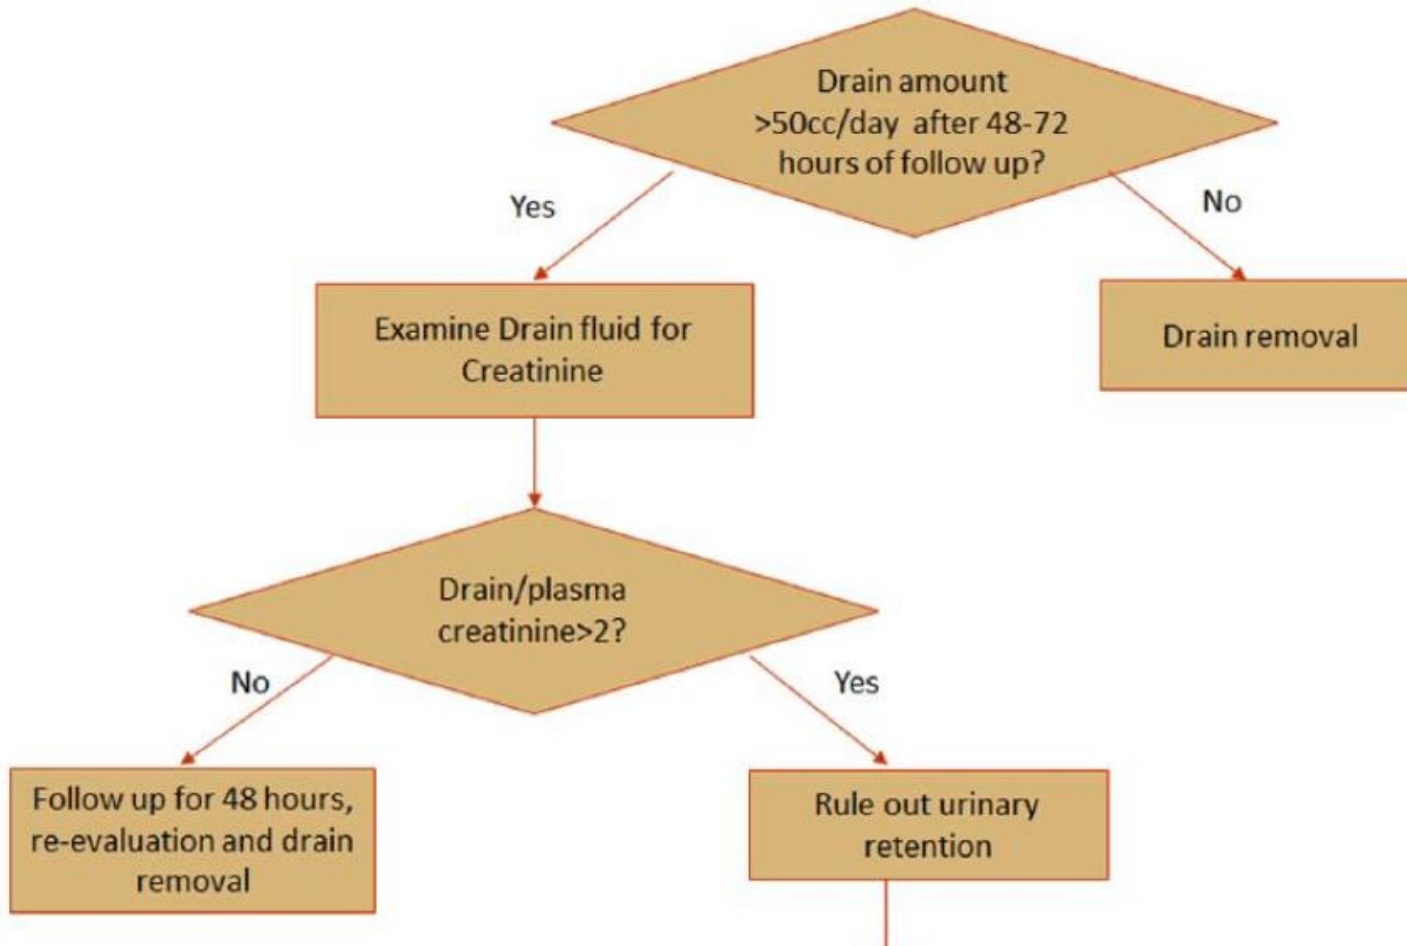 Drain amount
>50cc/day after 48-72
hours of follow up?
Yes
No
Examine Drain fluid for
Creatinine
Drain removal
Drain/plasma
creatinine>2?
No
Yes
Follow up for 48 hours,
re-evaluation and drain
removal
Rule out urinary
retention